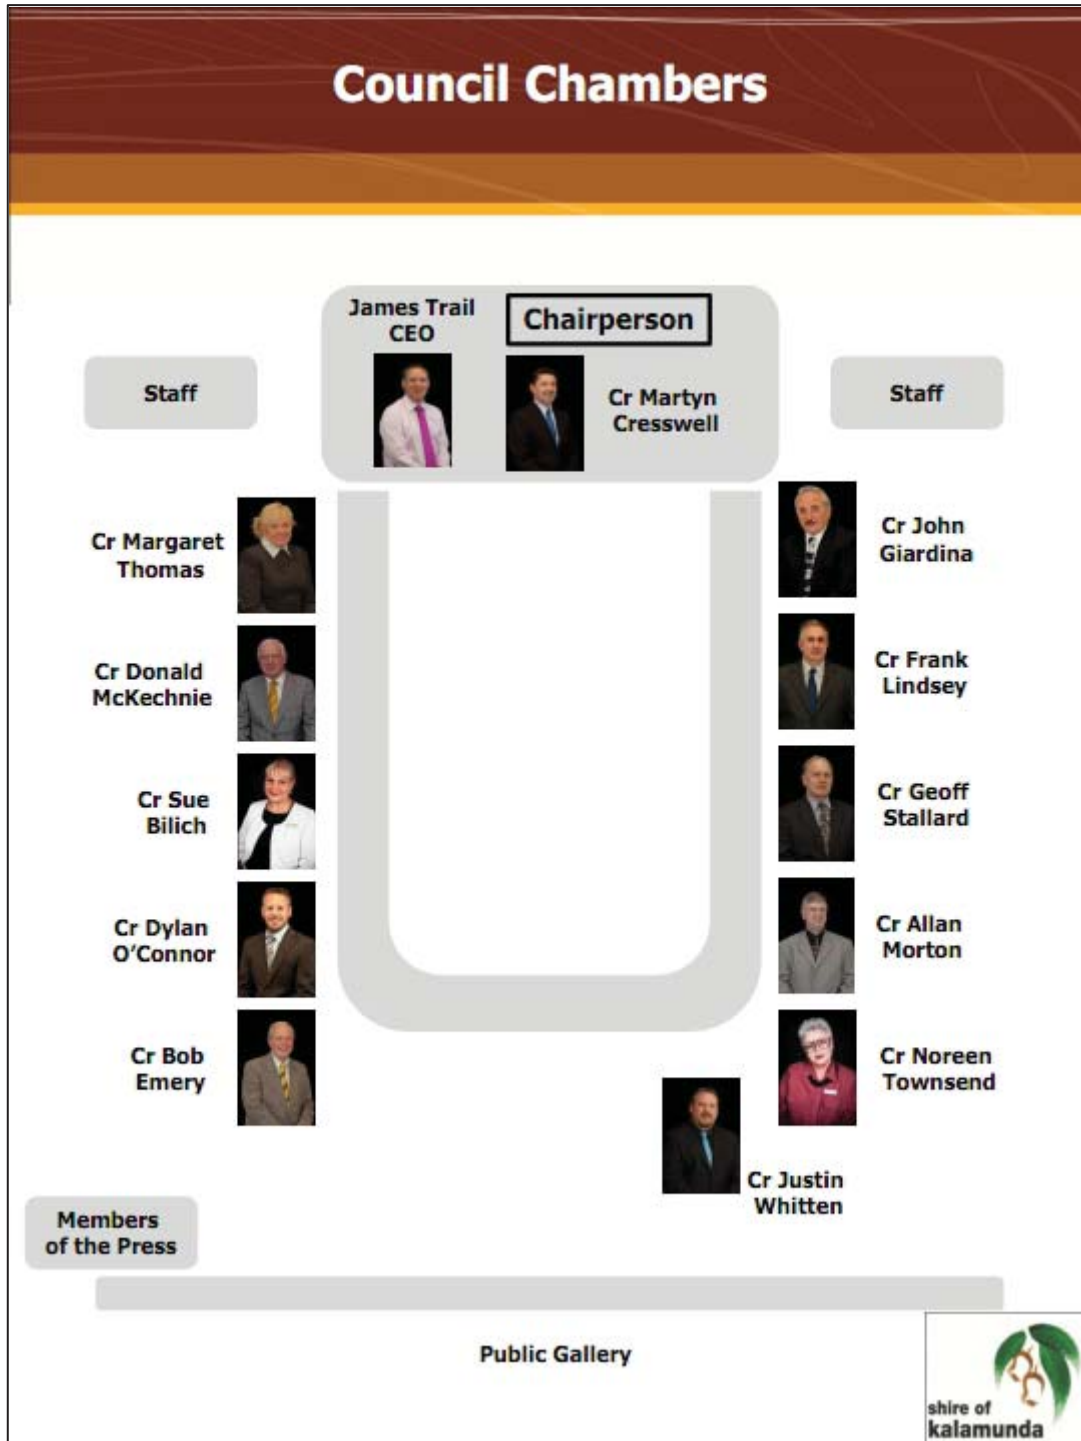 Council Chambers
James Trail
CEO
Chairperson
Cr Martyn
Cresswell
Staff
Staff
Cr Margaret
Thomas
Cr Donald
McKechnie
Cr Sue
Bilich
Cr Dylan
O'Connor
Cr Bob
Emery
Cr John
Giardina
Cr Frank
Lindsey
Cr Geoff
Stallard
Cr Allan
Morton
Cr Noreen
Townsend
Cr Justin
Whitten
Members
of the Press
Public Gallery
shire of
kalamunda